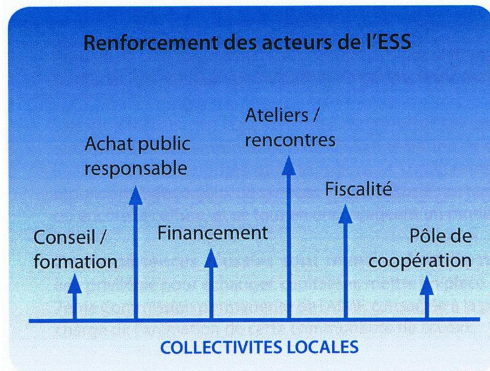 Renforcement des acteurs de l'ESS
Ateliers /
rencontres
Achat public
responsable
Fiscalité
Conseil /
formation
Financement
Pôle de
coopération
COLLECTIVITES LOCALES